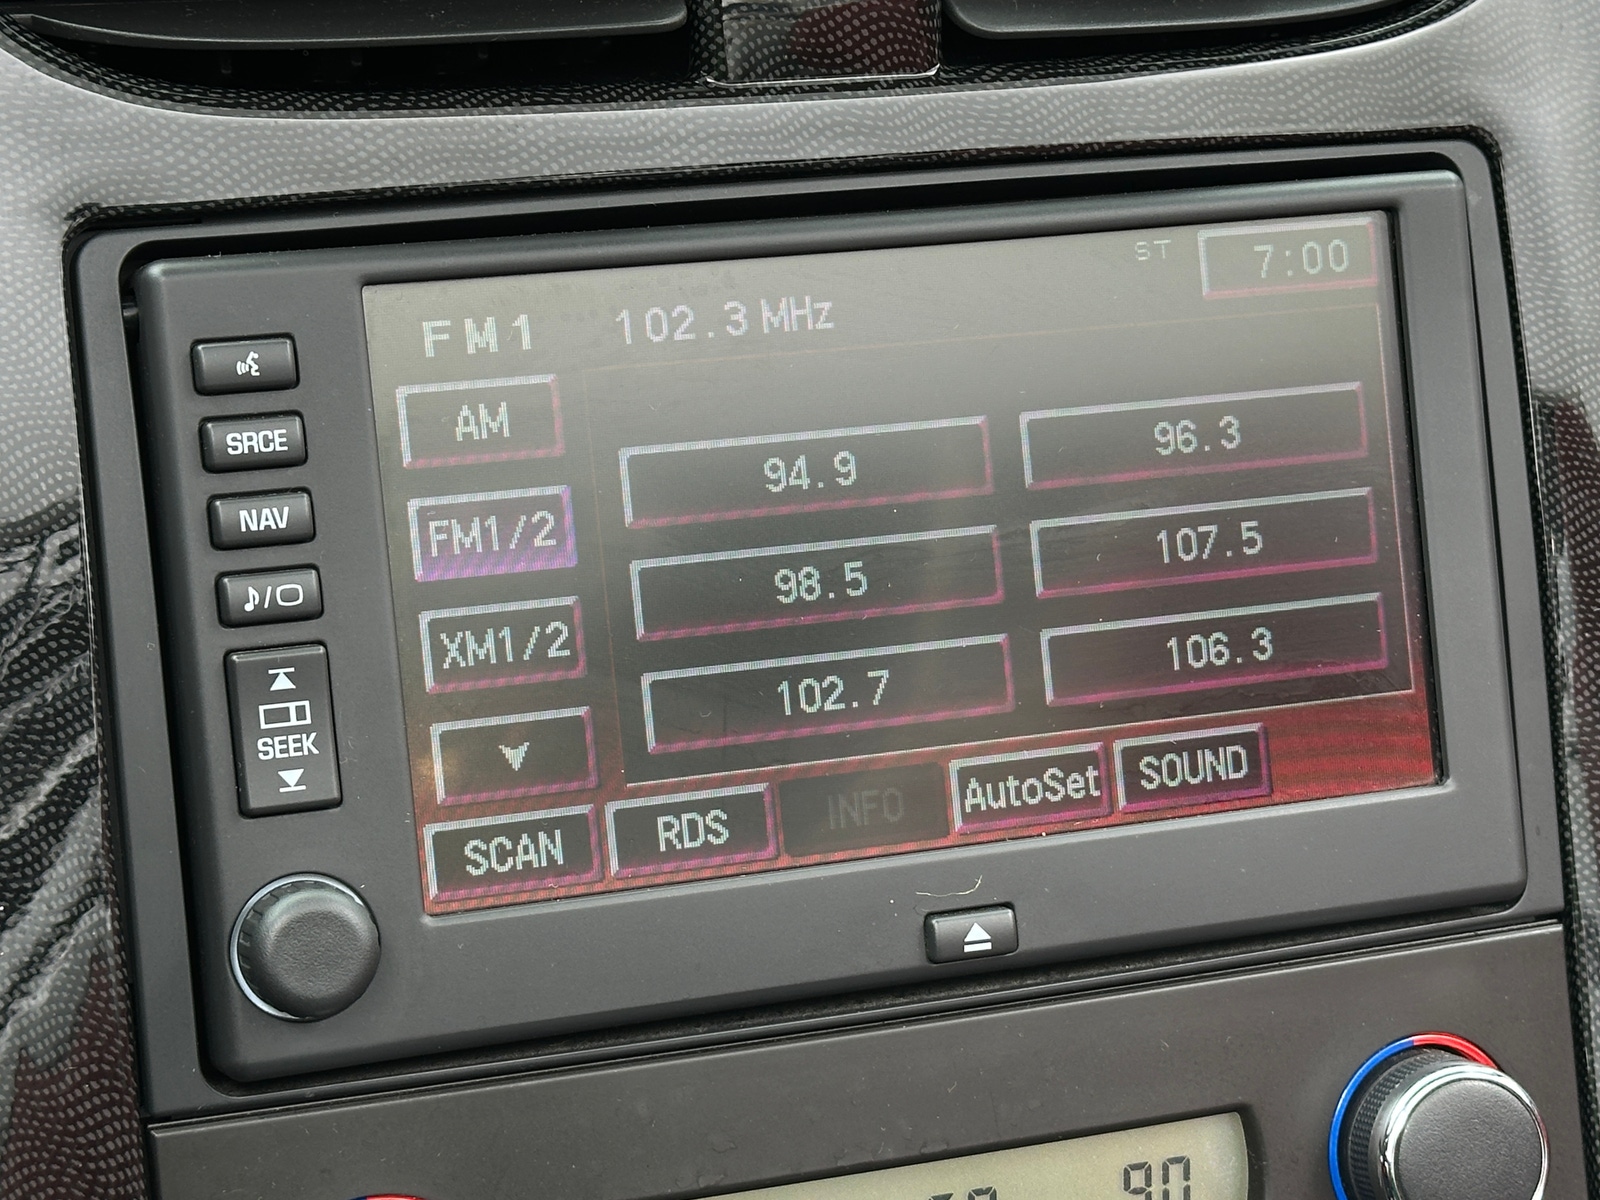 ST 7:00
FM1 102.3 MHz
AM
94.9 96.3
SRCE
FM1/2
98.5 107.5
NAV
XM1/2
102.7 106.3
SEEK
SCAN RDS INFO AutoSet SOUND
90